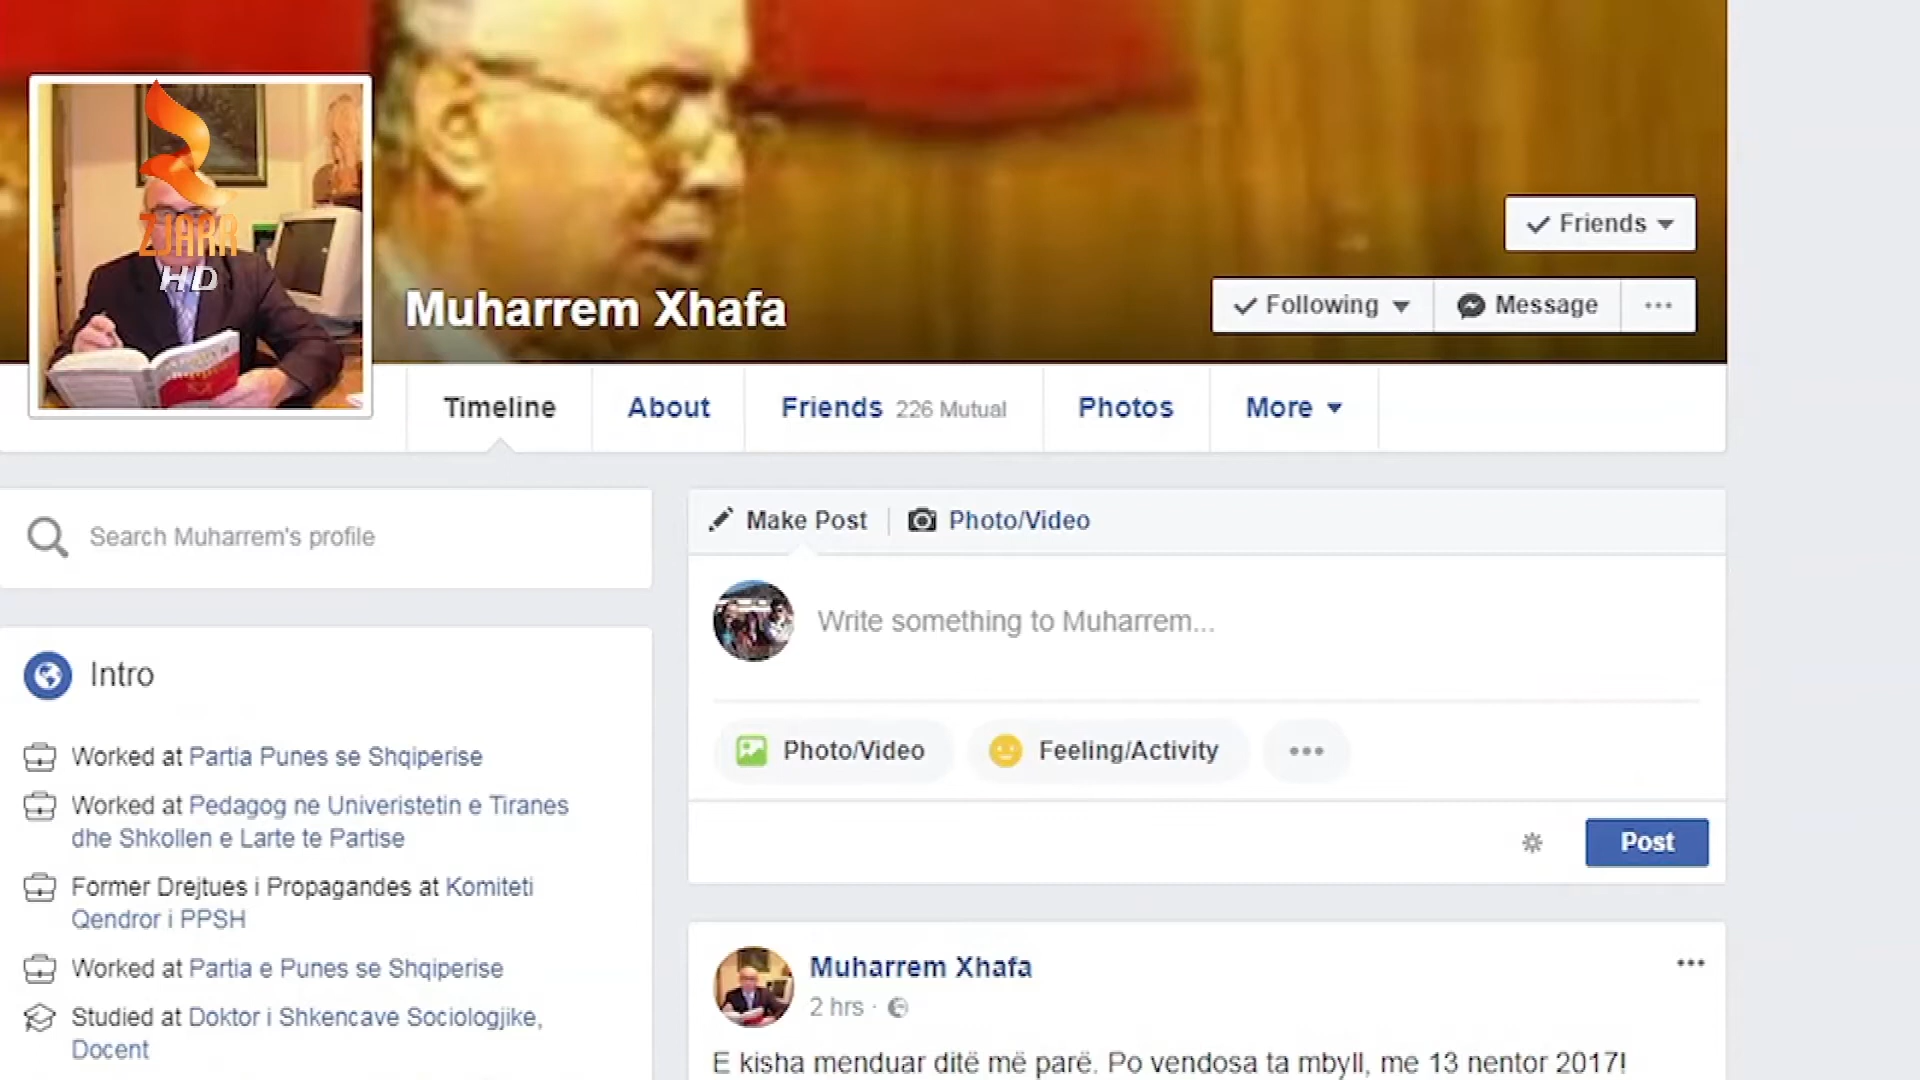 ZJARR
HD
Muharrem Xhafa
Friends
Following
Message
Timeline
About
Friends 226 Mutual
Photos
More
Search Muharrem's profile
Make Post
Photo/Video
Write something to Muharrem...
Photo/Video
Feeling/Activity
Post
Intro
Worked at Partia Punes se Shqiperise
Worked at Pedagog ne Univeristetin e Tiranes
dhe Shkollen e Larte te Partise
Former Drejtues i Propagandes at Komiteti
Qendror i PPSH
Worked at Partia e Punes se Shqiperise
Studied at Doktor i Shkencave Sociologjike,
Docent
Muharrem Xhafa
2 hrs ·
E kisha menduar ditë më parë. Po vendosa ta mbyll, me 13 nentor 2017!